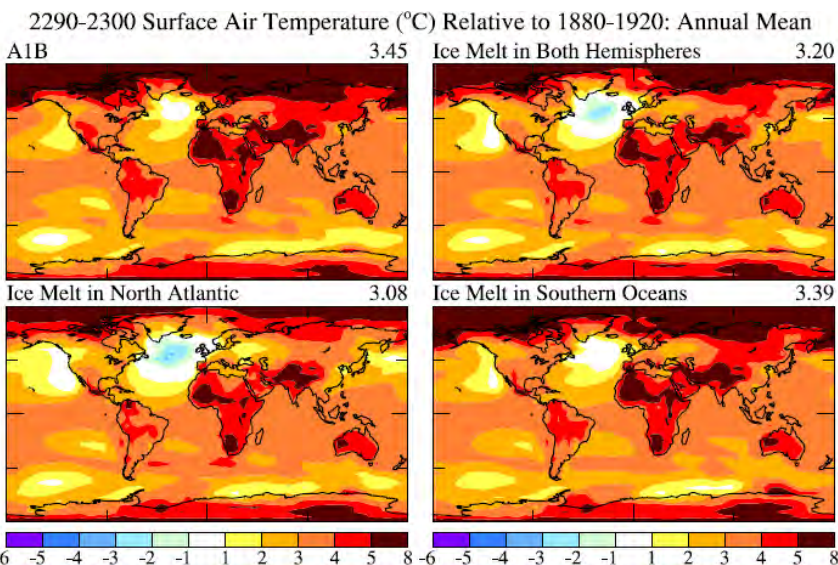 2290-2300 Surface Air Temperature (°C) Relative to 1880-1920: Annual Mean
A1B 3.45
Ice Melt in Both Hemispheres 3.20
Ice Melt in North Atlantic 3.08
Ice Melt in Southern Oceans 3.39
6 -5 -4 -3 -2 -1 1 2 3 4 5 8
-6 -5 -4 -3 -2 -1 1 2 3 4 5 8